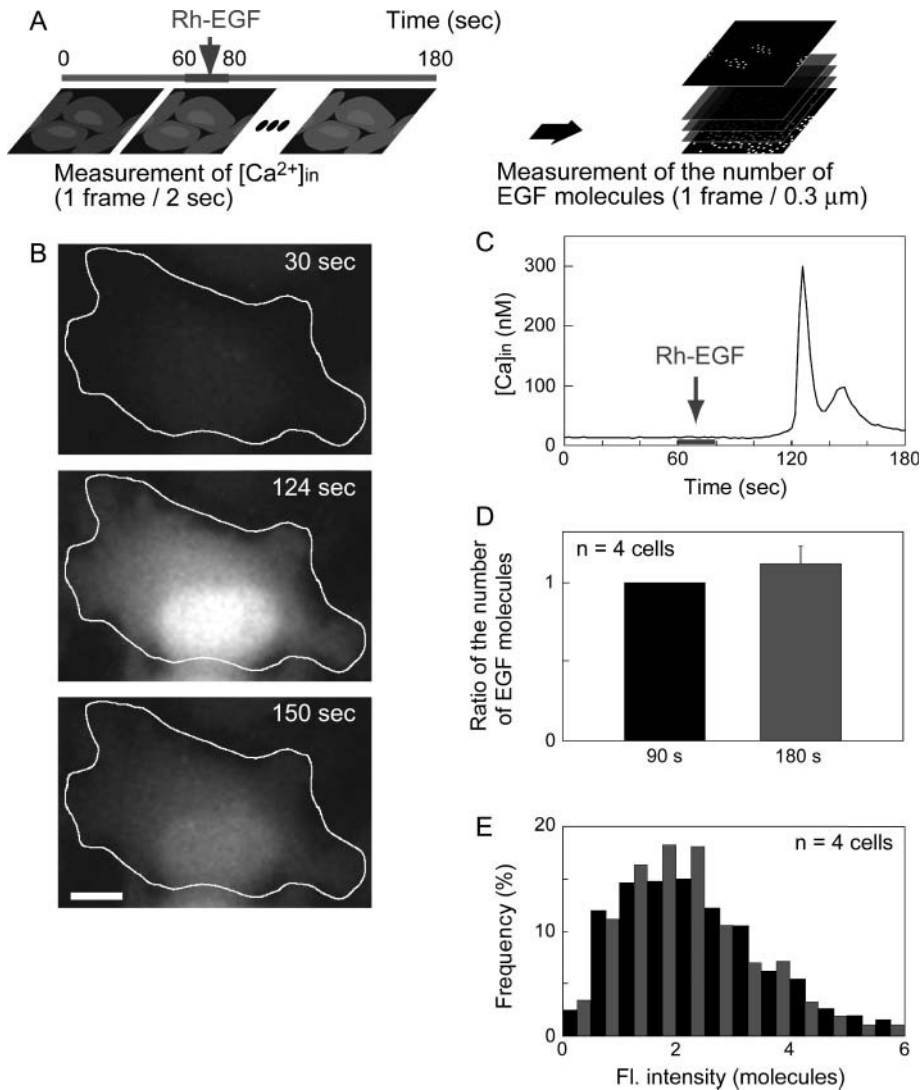 A
Rh-EGF
Time (sec)
0
60
80
180
Measurement of [Ca²⁺]in
(1 frame / 2 sec)
Measurement of the number of
EGF molecules (1 frame / 0.3 μm)
B
30 sec
124 sec
150 sec
C
300
200
100
0
[Ca]in (nM)
Rh-EGF
0
60
120
180
Time (sec)
D
n = 4 cells
1
0
Ratio of the number
of EGF molecules
90 s
180 s
E
20
10
0
n = 4 cells
Frequency (%)
0
2
4
6
Fl. intensity (molecules)